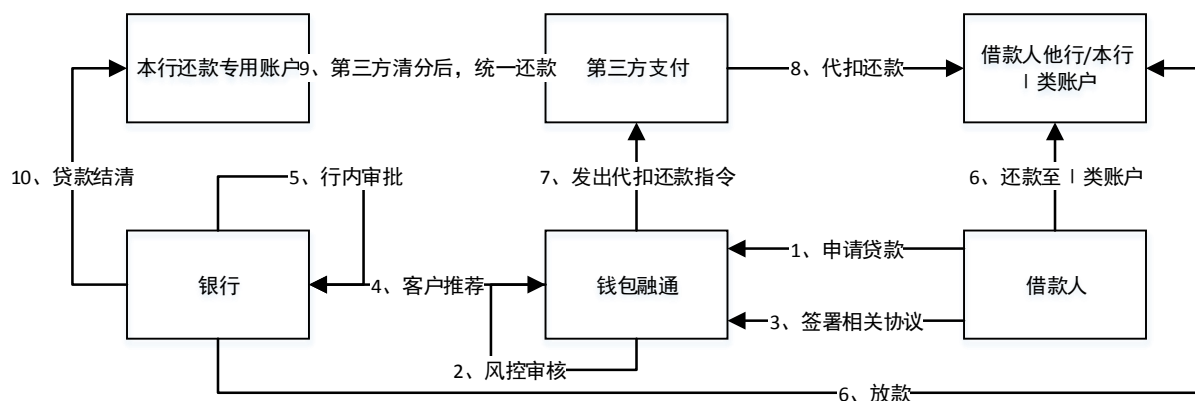 本行还款专用账户
9、第三方清分后，统一还款
第三方支付
8、代扣还款
借款人他行/本行
Ⅰ类账户
10、贷款结清
5、行内审批
7、发出代扣还款指令
6、还款至Ⅰ类账户
银行
4、客户推荐
钱包融通
1、申请贷款
3、签署相关协议
借款人
2、风控审核
6、放款